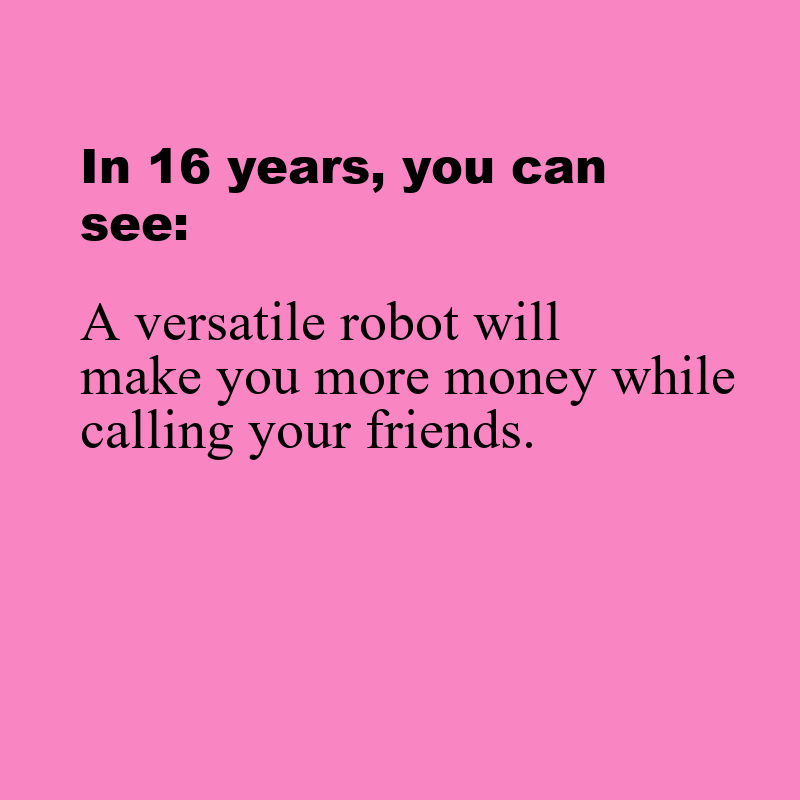 In 16 years, you can
see:
A versatile robot will
make you more money while
calling your friends.